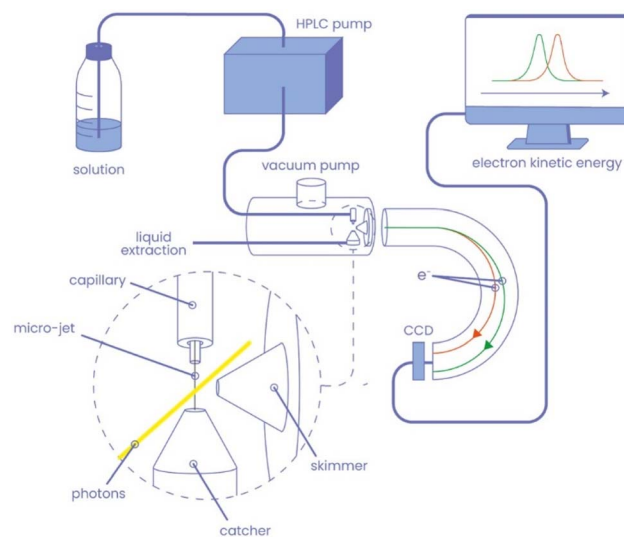 HPLC pump
solution
vacuum pump
electron kinetic energy
liquid
extraction
capillary
e⁻
micro-jet
CCD
skimmer
photons
catcher